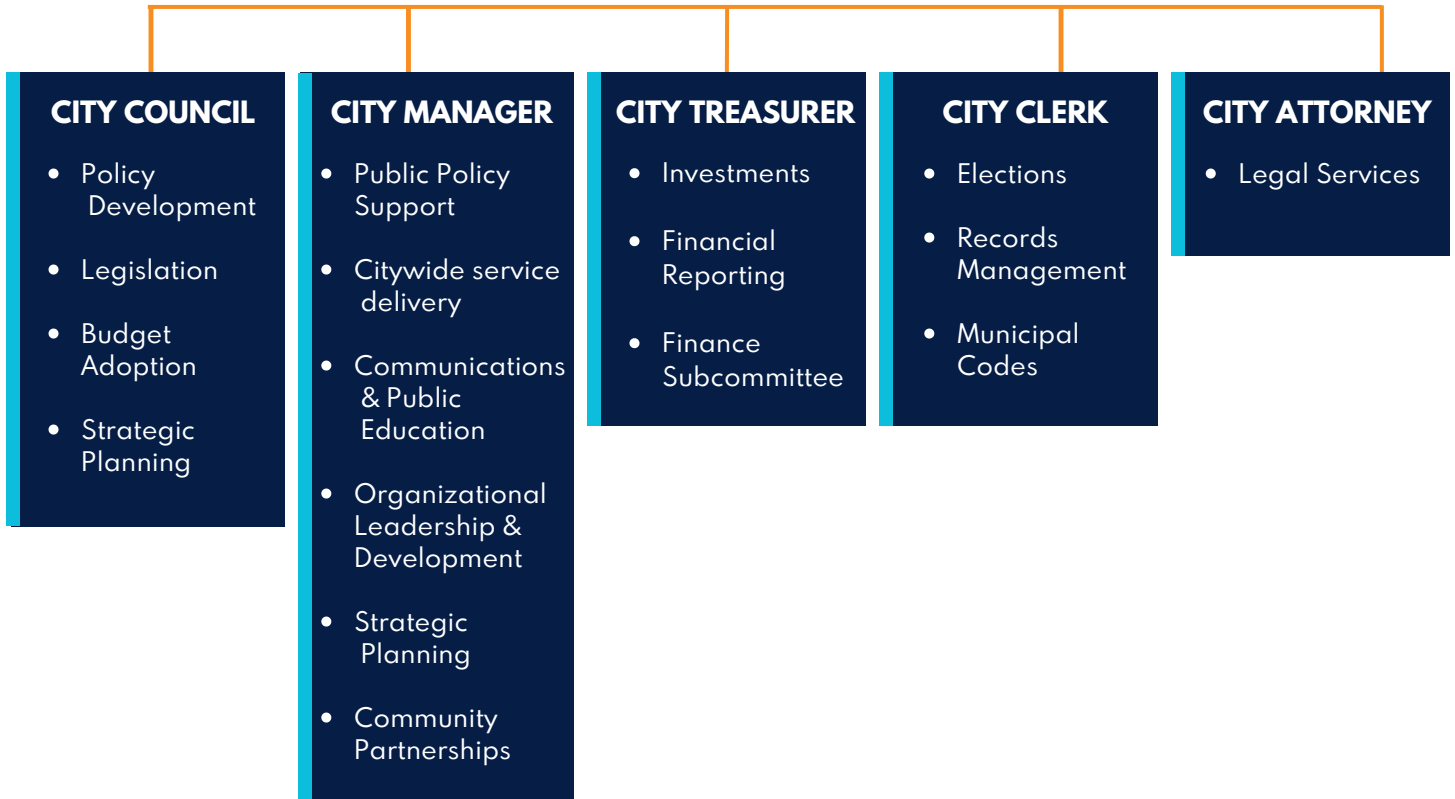 CITY COUNCIL
• Policy
Development
• Legislation
• Budget
Adoption
• Strategic
Planning
CITY MANAGER
• Public Policy
Support
• Citywide service
delivery
• Communications
& Public
Education
• Organizational
Leadership &
Development
• Strategic
Planning
• Community
Partnerships
CITY TREASURER
• Investments
• Financial
Reporting
• Finance
Subcommittee
CITY CLERK
• Elections
• Records
Management
• Municipal
Codes
CITY ATTORNEY
• Legal Services